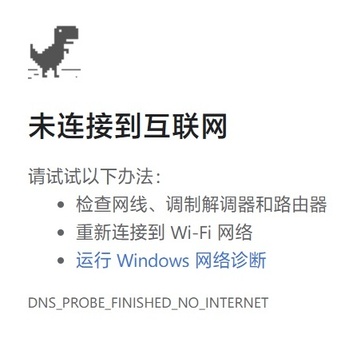 未连接到互联网
请试试以下办法：
• 检查网线、调制解调器和路由器
• 重新连接到 Wi-Fi 网络
• 运行 Windows 网络诊断
DNS_PROBE_FINISHED_NO_INTERNET